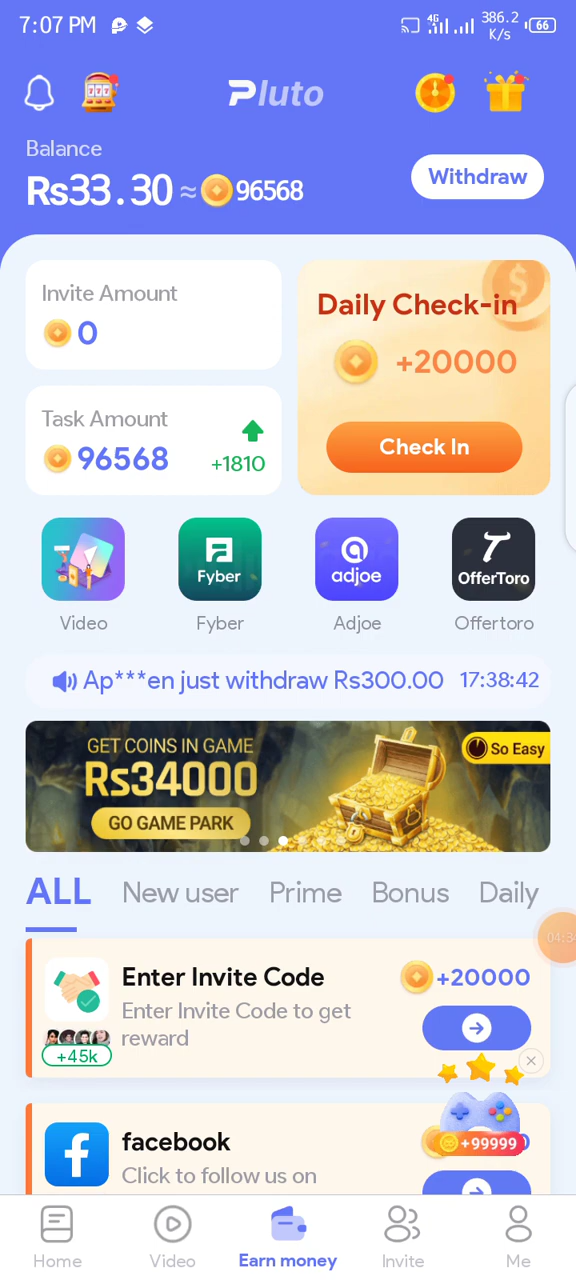 7:07 PM
4G
386.2
K/s
66
Pluto
Balance
Rs33.30 ≈ 96568
Withdraw
Invite Amount
0
Task Amount
96568
+1810
Daily Check-in
+20000
Check In
Fyber
adjoe
OfferToro
Video
Fyber
Adjoe
Offertoro
Ap***en just withdraw Rs300.00 17:38:42
GET COINS IN GAME
Rs34000
GO GAME PARK
So Easy
ALL New user Prime Bonus Daily
Enter Invite Code
+20000
Enter Invite Code to get
reward
+45k
facebook
+99999
Click to follow us on
Home
Video
Earn money
Invite
Me